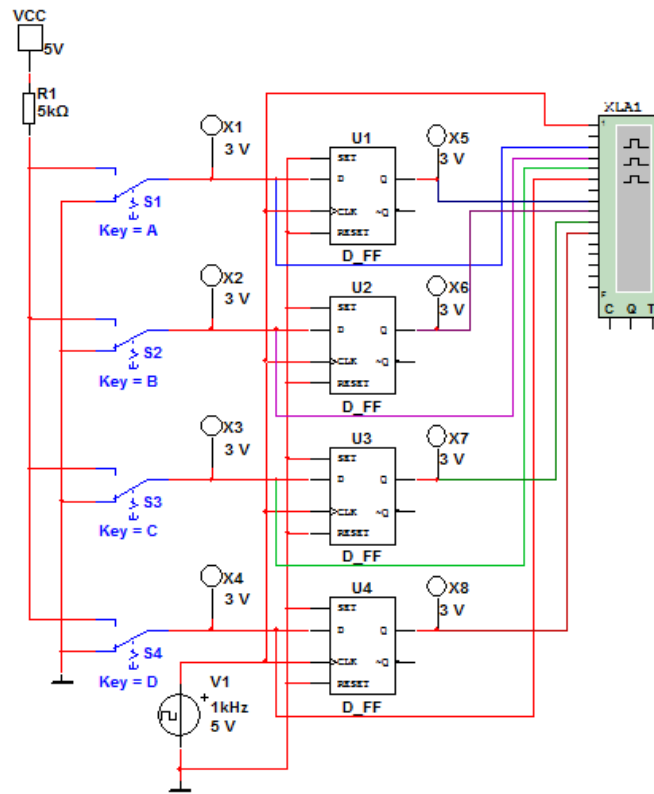 VCC
5V
R1
5kΩ
X1
3 V
S1
Key = A
U1
SET
D
Q
CLK
~Q
RESET
D_FF
X5
3 V
XLA1
1
F
C Q T
X2
3 V
S2
Key = B
U2
SET
D
Q
CLK
~Q
RESET
D_FF
X6
3 V
X3
3 V
S3
Key = C
U3
SET
D
Q
CLK
~Q
RESET
D_FF
X7
3 V
X4
3 V
S4
Key = D
U4
SET
D
Q
CLK
~Q
RESET
D_FF
X8
3 V
V1
+
1kHz
5 V